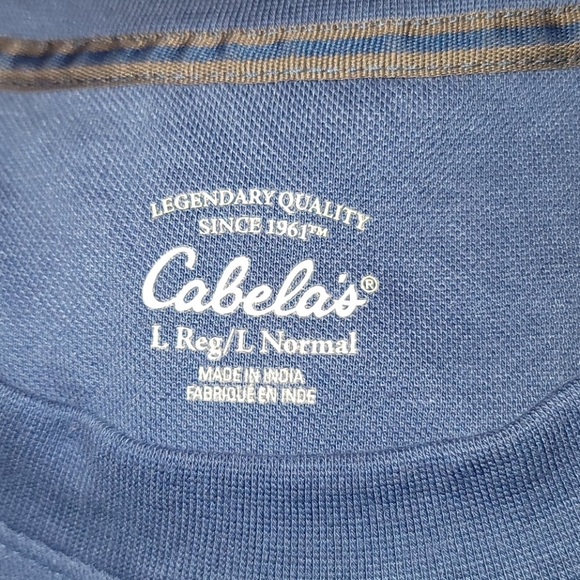 LEGENDARY QUALITY
SINCE 1961™
Cabela's®
L Reg/L Normal
MADE IN INDIA
FABRIQUÉ EN INDE